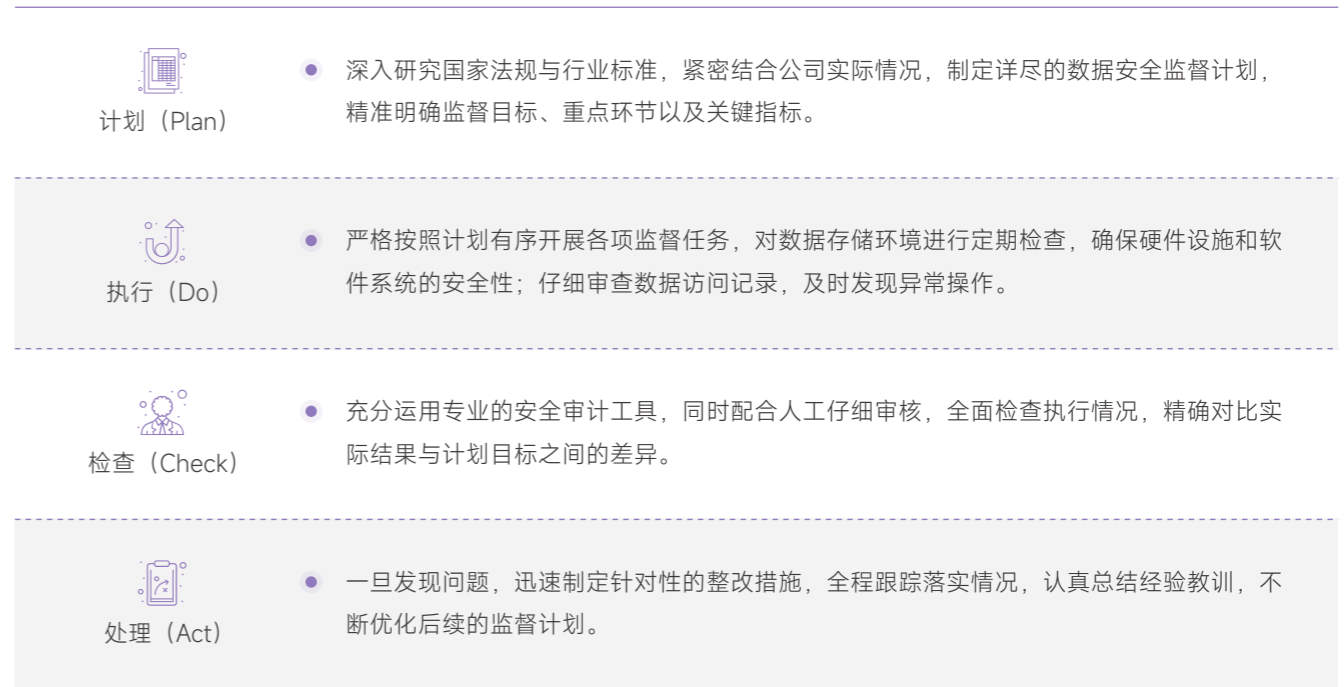 计划（Plan）
深入研究国家法规与行业标准，紧密结合公司实际情况，制定详尽的数据安全监督计划，
精准明确监督目标、重点环节以及关键指标。
执行（Do）
严格按照计划有序开展各项监督任务，对数据存储环境进行定期检查，确保硬件设施和软
件系统的安全性；仔细审查数据访问记录，及时发现异常操作。
检查（Check）
充分运用专业的安全审计工具，同时配合人工仔细审核，全面检查执行情况，精确对比实
际结果与计划目标之间的差异。
处理（Act）
一旦发现问题，迅速制定针对性的整改措施，全程跟踪落实情况，认真总结经验教训，不
断优化后续的监督计划。